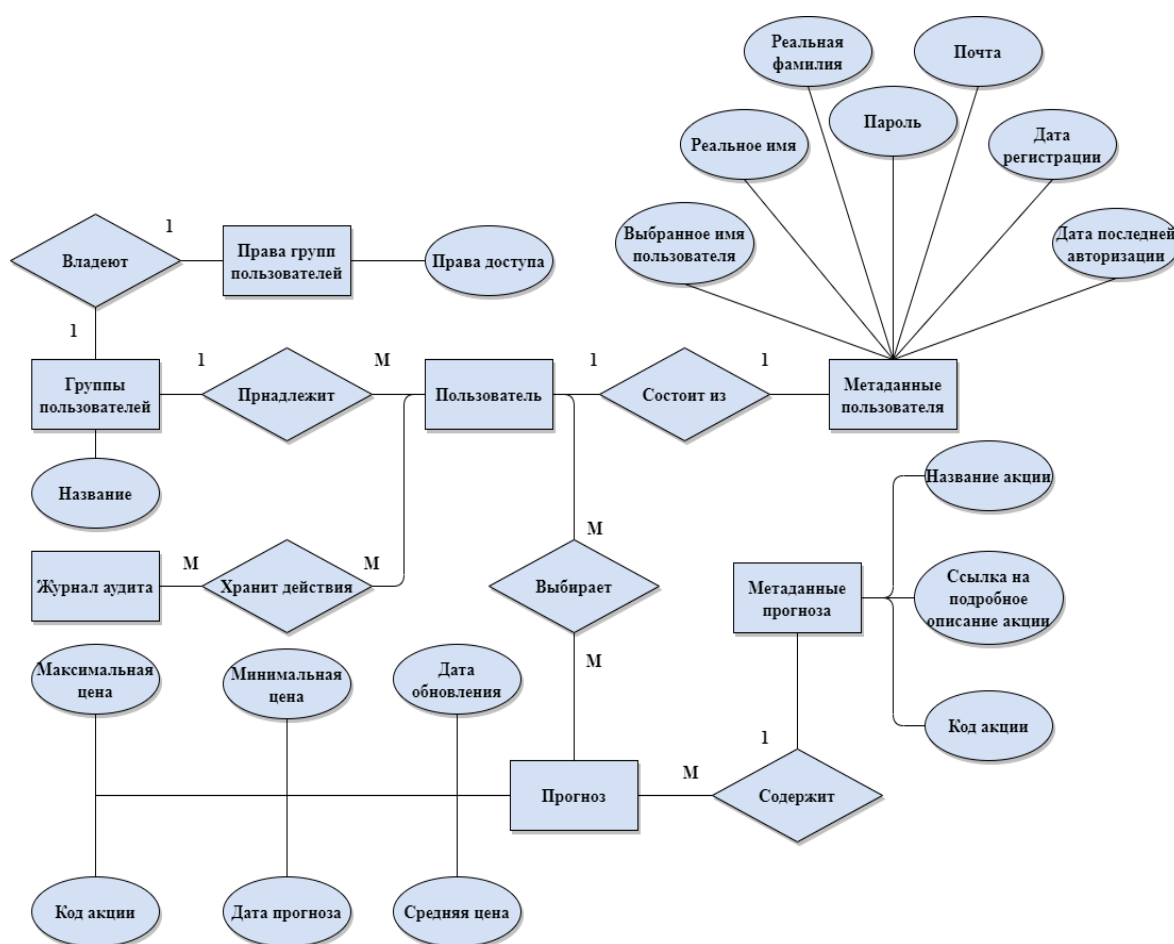 Реальная
фамилия
Почта
Пароль
Реальное имя
Дата
регистрации
Выбранное имя
пользователя
Дата последней
авторизации
1
Владеют
Права групп
пользователей
Права доступа
1
1
М
1
1
Группы
пользователей
Прнадлежит
Пользователь
Состоит из
Метаданные
пользователя
Название
Название акции
М
М
М
Журнал аудита
Хранит действия
Выбирает
Метаданные
прогноза
Ссылка на
подробное
описание акции
Максимальная
цена
Минимальная
цена
Дата
обновления
М
Код акции
1
М
Прогноз
Содержит
Код акции
Дата прогноза
Средняя цена